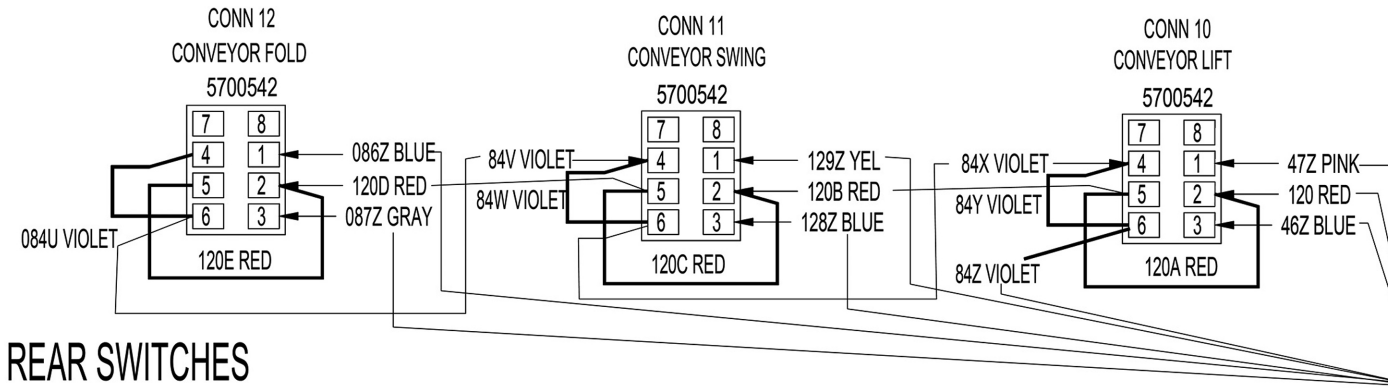 CONN 12
CONVEYOR FOLD
5700542
7 8
4 1
5 2
6 3
086Z BLUE
120D RED
087Z GRAY
084U VIOLET
120E RED
CONN 11
CONVEYOR SWING
5700542
7 8
4 1
5 2
6 3
84V VIOLET
84W VIOLET
129Z YEL
120B RED
128Z BLUE
120C RED
CONN 10
CONVEYOR LIFT
5700542
7 8
4 1
5 2
6 3
84X VIOLET
84Y VIOLET
84Z VIOLET
47Z PINK
120 RED
46Z BLUE
120A RED
REAR SWITCHES